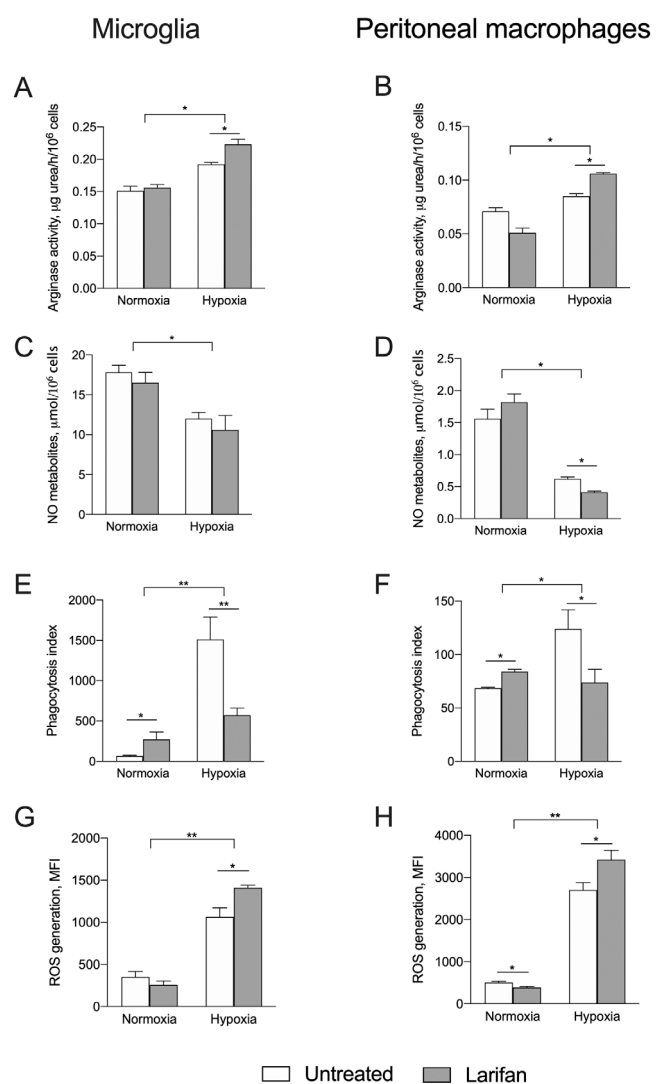 Microglia
Peritoneal macrophages
A
Arginase activity, µg urea/h/10⁶ cells
0.25
0.20
0.15
0.10
0.05
0.00
*
*
Normoxia Hypoxia
B
Arginase activity, µg urea/h/10⁶ cells
0.15
0.10
0.05
0.00
*
*
Normoxia Hypoxia
C
NO metabolites, µmol/10⁶ cells
20
15
10
5
0
*
Normoxia Hypoxia
D
NO metabolites, µmol/10⁶ cells
2.5
2.0
1.5
1.0
0.5
0.0
*
*
Normoxia Hypoxia
E
Phagocytosis index
2000
1500
1000
500
0
**
**
*
Normoxia Hypoxia
F
Phagocytosis index
150
100
50
0
*
*
*
Normoxia Hypoxia
G
ROS generation, MFI
2000
1500
1000
500
0
**
*
Normoxia Hypoxia
H
ROS generation, MFI
4000
3000
2000
1000
0
**
*
*
Normoxia Hypoxia
Untreated Larifan